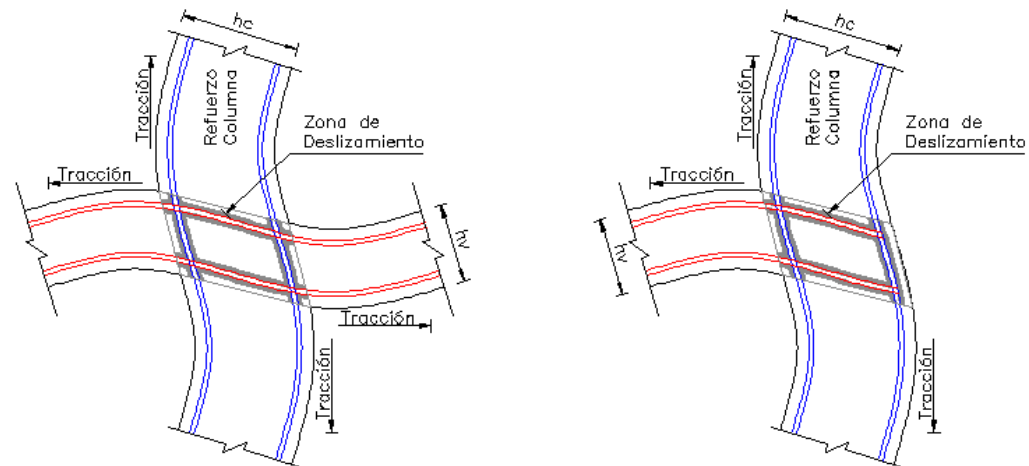 hc
Tracción
Refuerzo
Columna
Zona de
Deslizamiento
Tracción
hv
Tracción
Tracción
hc
Tracción
Refuerzo
Columna
Zona de
Deslizamiento
Tracción
hv
Tracción